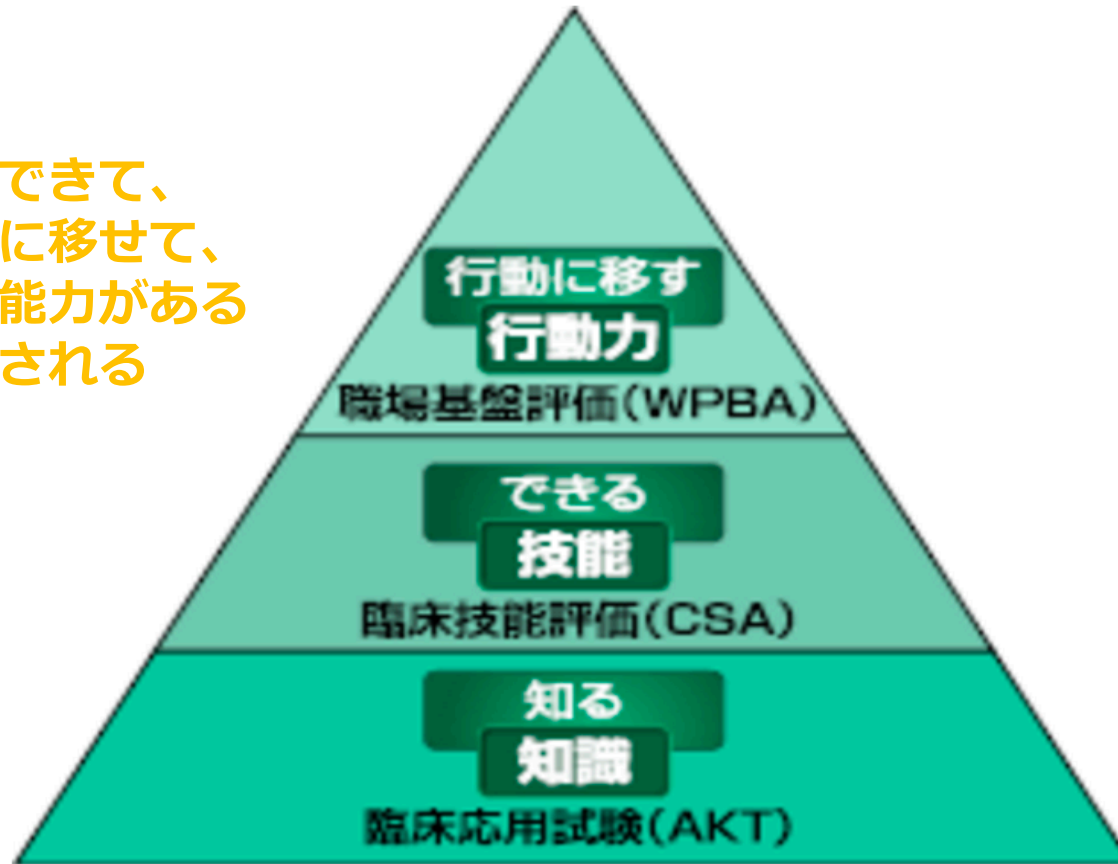 できて、
に移せて、
能力がある
される
行動に移す
行動力
職場基盤評価(WPBA)
できる
技能
臨床技能評価(CSA)
知る
知識
臨床応用試験(AKT)